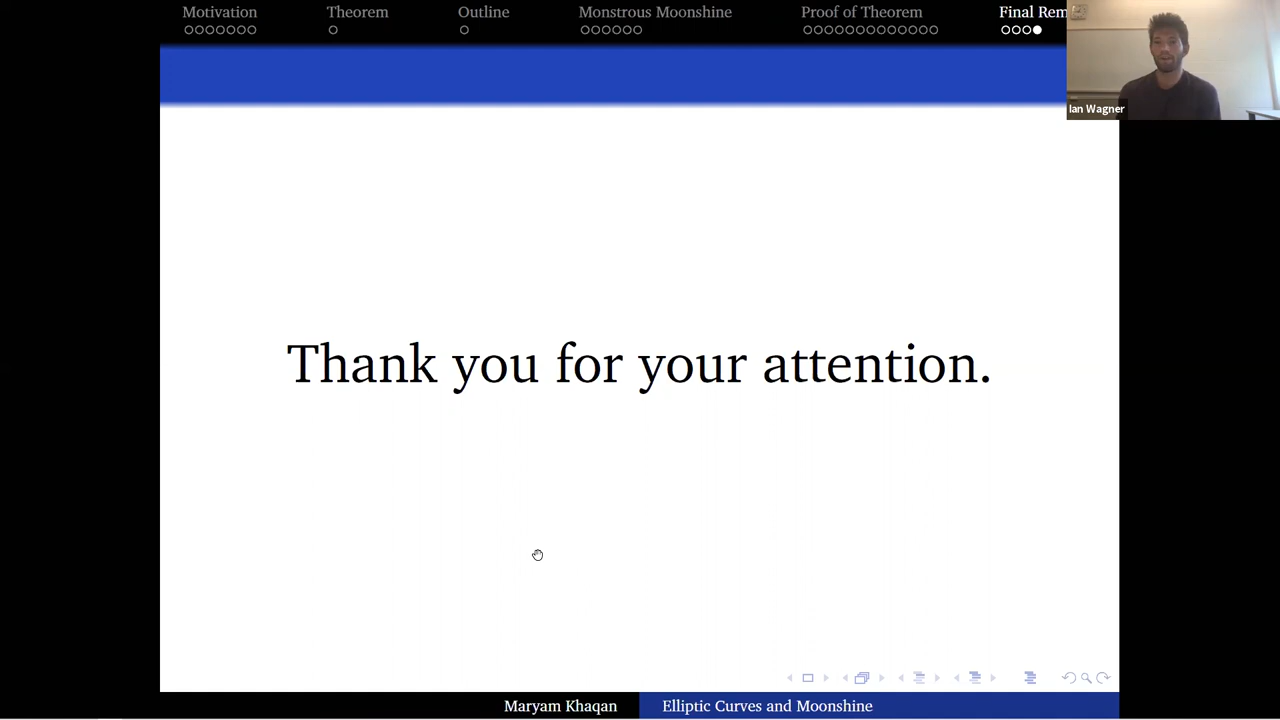 Motivation Theorem Outline Monstrous Moonshine Proof of Theorem Final Rem
Ian Wagner
Thank you for your attention.
Maryam Khaqan Elliptic Curves and Moonshine